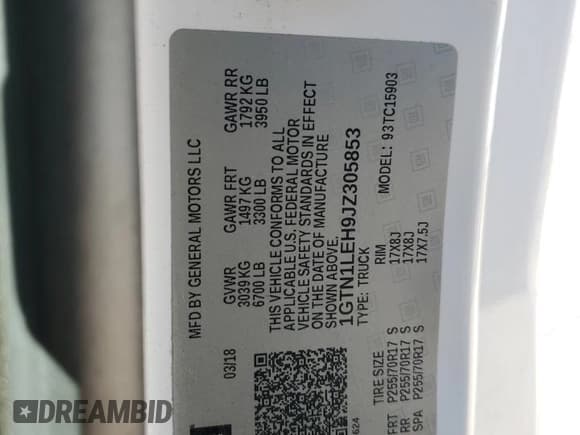 MFD BY GENERAL MOTORS LLC
03/18
GVWR GAWR FRT GAWR RR
3039 KG 1497 KG 1792 KG
6700 LB 3300 LB 3950 LB
THIS VEHICLE CONFORMS TO ALL
APPLICABLE U.S. FEDERAL MOTOR
VEHICLE SAFETY STANDARDS IN EFFECT
ON THE DATE OF MANUFACTURE
SHOWN ABOVE.
1GTN1LEH9JZ305853
TYPE: TRUCK MODEL: 93TC15903
TIRE SIZE RIM
FRT P255/70R17 S 17X8J
RR P255/70R17 S 17X8J
SPA P255/70R17 S 17X7.5J
624
GM
DREAMBID